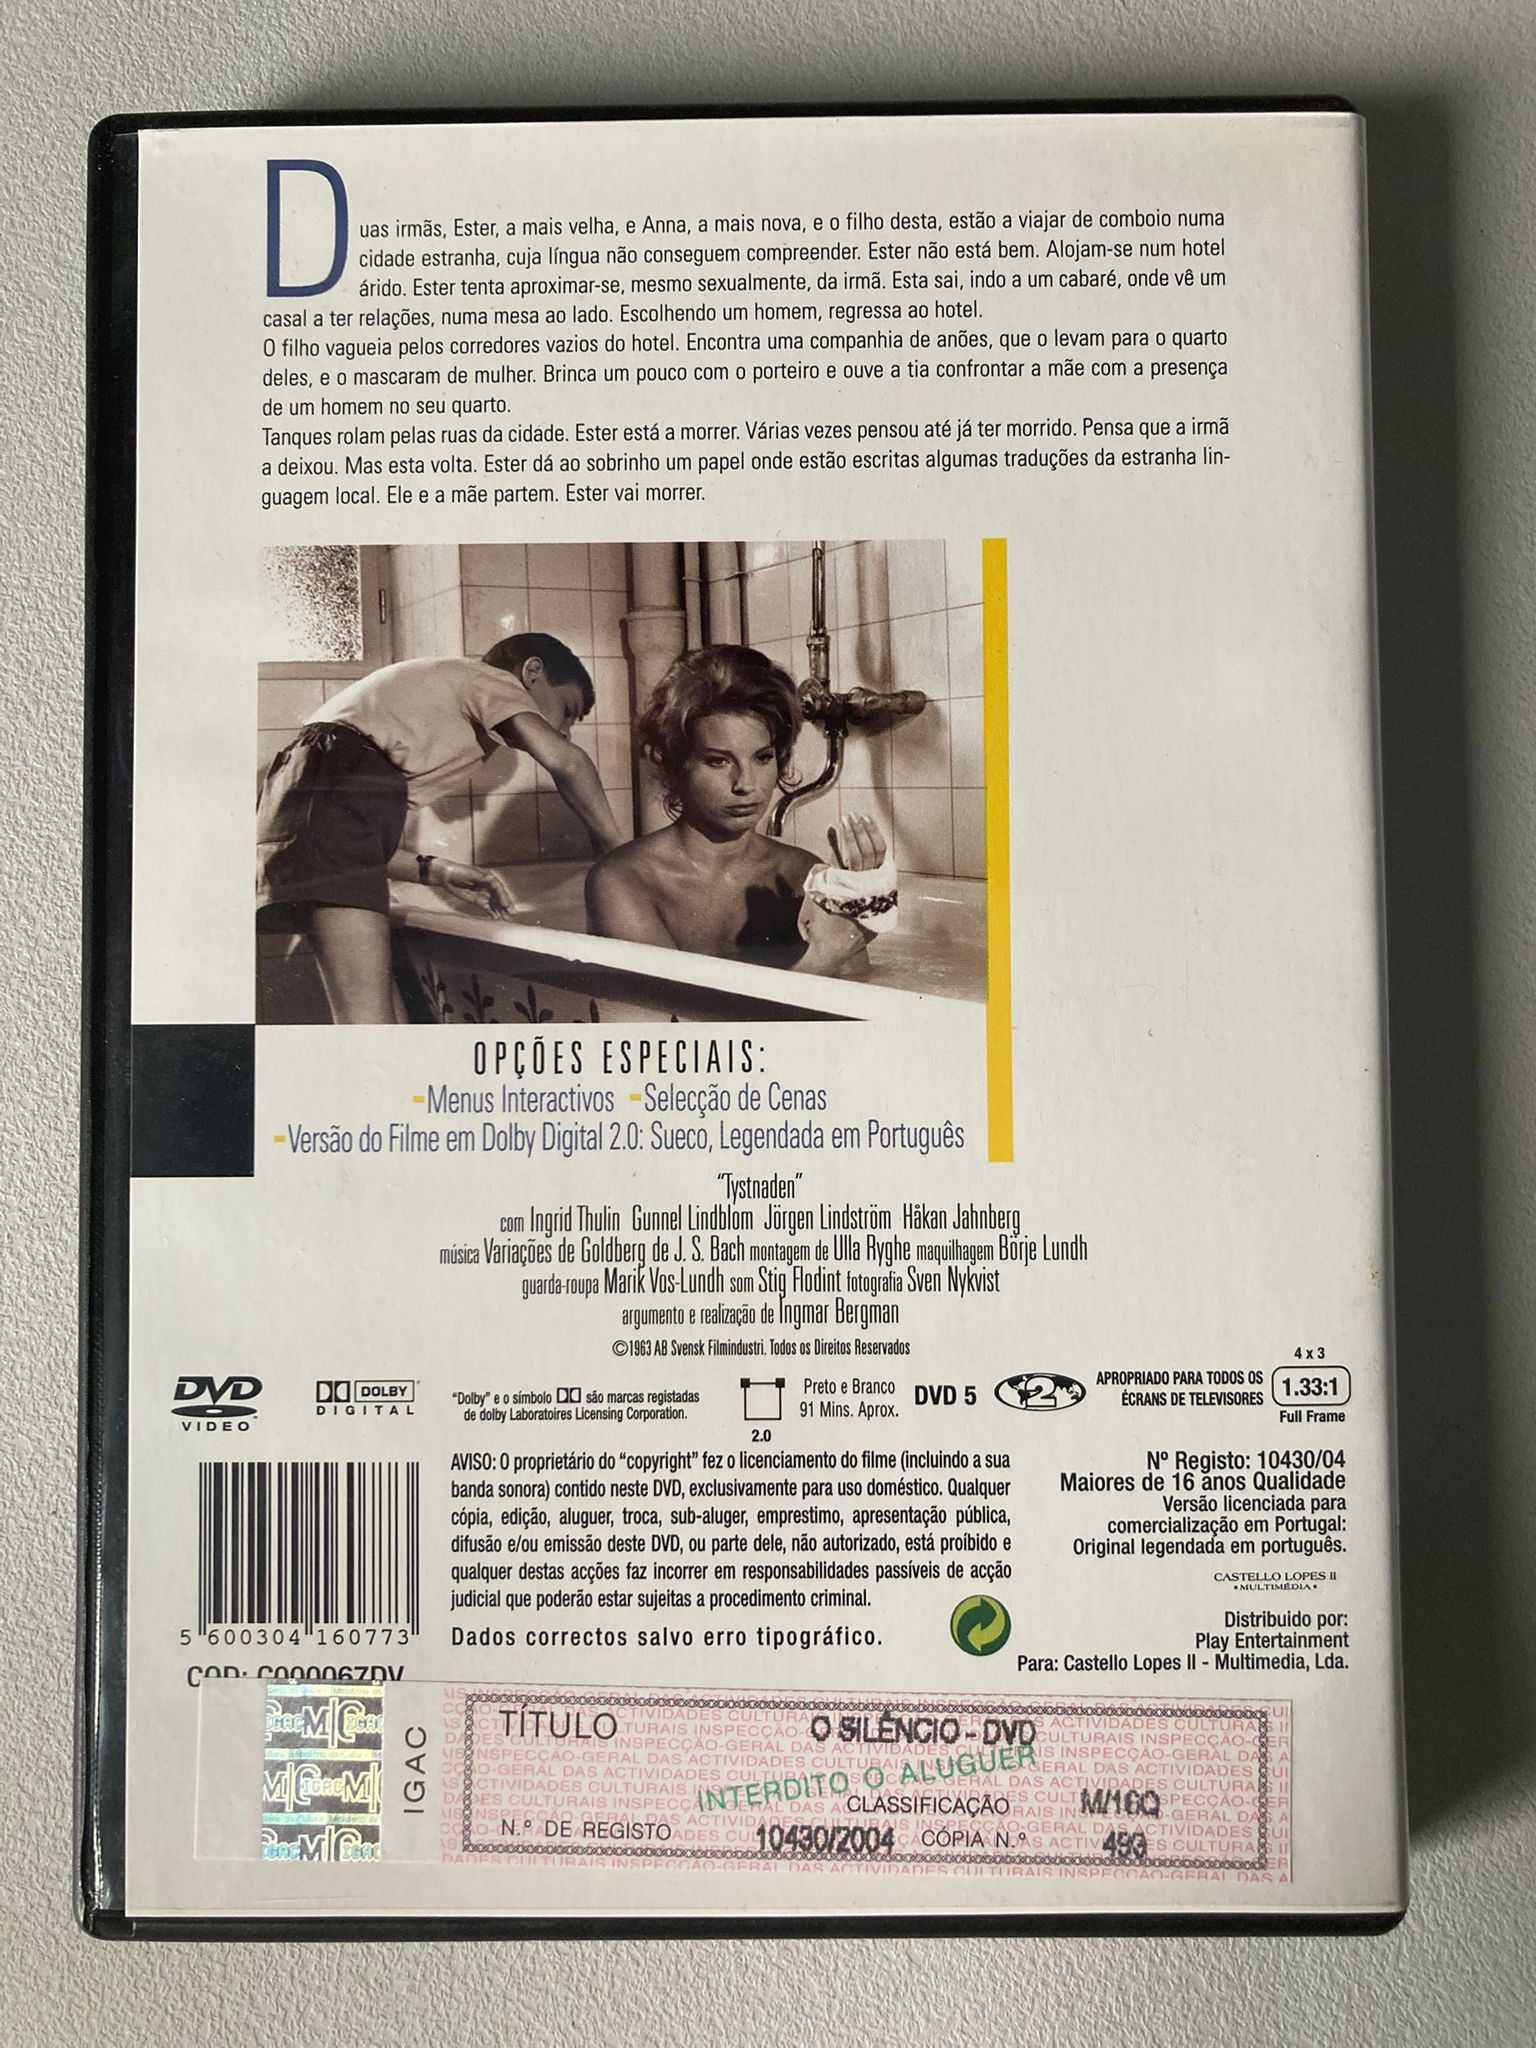 Duas irmãs, Ester, a mais velha, e Anna, a mais nova, e o filho desta, estão a viajar de comboio numa
cidade estranha, cuja língua não conseguem compreender. Ester não está bem. Alojam-se num hotel
árido. Ester tenta aproximar-se, mesmo sexualmente, da irmã. Esta sai, indo a um cabaré, onde vê um
casal a ter relações, numa mesa ao lado. Escolhendo um homem, regressa ao hotel.
O filho vagueia pelos corredores vazios do hotel. Encontra uma companhia de anões, que o levam para o quarto
deles, e o mascaram de mulher. Brinca um pouco com o porteiro e ouve a tia confrontar a mãe com a presença
de um homem no seu quarto.
Tanques rolam pelas ruas da cidade. Ester está a morrer. Várias vezes pensou até já ter morrido. Pensa que a irmã
a deixou. Mas esta volta. Ester dá ao sobrinho um papel onde estão escritas algumas traduções da estranha lin-
guagem local. Ele e a mãe partem. Ester vai morrer.
OPÇÕES ESPECIAIS:
-Menus Interactivos -Selecção de Cenas
-Versão do Filme em Dolby Digital 2.0: Sueco, Legendada em Português
"Tystnaden"
com Ingrid Thulin Gunnel Lindblom Jörgen Lindström Håkan Jahnberg
música Variações de Goldberg de J. S. Bach montagem de Ulla Ryghe maquilhagem Börje Lundh
guarda-roupa Marik Vos-Lundh som Stig Flodint fotografia Sven Nykvist
argumento e realização de Ingmar Bergman
©1963 AB Svensk Filmindustri. Todos os Direitos Reservados
DVD
VIDEO
DOLBY
DIGITAL
"Dolby" e o símbolo são marcas registadas
de dolby Laboratoires Licensing Corporation.
2.0
Preto e Branco
91 Mins. Aprox.
DVD 5
2
APROPRIADO PARA TODOS OS
ÉCRANS DE TELEVISORES
4 x 3
1.33:1
Full Frame
AVISO: O proprietário do "copyright" fez o licenciamento do filme (incluindo a sua
banda sonora) contido neste DVD, exclusivamente para uso doméstico. Qualquer
cópia, edição, aluguer, troca, sub-aluger, emprestimo, apresentação pública,
difusão e/ou emissão deste DVD, ou parte dele, não autorizado, está proíbido e
qualquer destas acções faz incorrer em responsabilidades passíveis de acção
judicial que poderão estar sujeitas a procedimento criminal.
Dados correctos salvo erro tipográfico.
Nº Registo: 10430/04
Maiores de 16 anos Qualidade
Versão licenciada para
comercialização em Portugal:
Original legendada em português.
CASTELLO LOPES II
MULTIMÉDIA
Distribuido por:
Play Entertainment
Para: Castello Lopes II - Multimedia, Lda.
5 600304 160773
COD: C000067DV
IGAC
TÍTULO O SILÊNCIO - DVD
INTERDITO O ALUGUER
CLASSIFICAÇÃO M/16Q
N.º DE REGISTO 10430/2004 CÓPIA N.º 493
INSPECÇÃO-GERAL DAS ACTIVIDADES CULTURAIS